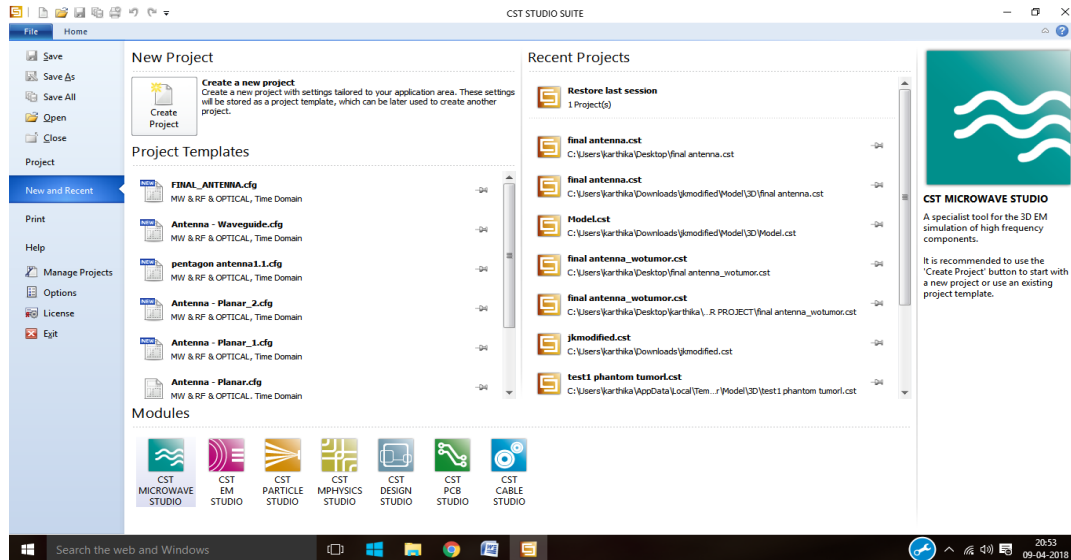 CST STUDIO SUITE
File Home
Save
Save As
Save All
Open
Close
Project
New and Recent
Print
Help
Manage Projects
Options
License
Exit
New Project
Create Project
Create a new project
Create a new project with settings tailored to your application area. These settings
will be stored as a project template, which can be later used to create another
project.
Project Templates
NEW FINAL_ANTENNA.cfg
MW & RF & OPTICAL, Time Domain
NEW Antenna - Waveguide.cfg
MW & RF & OPTICAL, Time Domain
NEW pentagon antenna1.1.cfg
MW & RF & OPTICAL, Time Domain
NEW Antenna - Planar_2.cfg
MW & RF & OPTICAL, Time Domain
NEW Antenna - Planar_1.cfg
MW & RF & OPTICAL, Time Domain
Antenna - Planar.cfg
MW & RF & OPTICAL, Time Domain
Recent Projects
Restore last session
1 Project(s)
final antenna.cst
C:\Users\karthika\Desktop\final antenna.cst
final antenna.cst
C:\Users\karthika\Downloads\jkmodified\Model\3D\final antenna.cst
Model.cst
C:\Users\karthika\Downloads\jkmodified\Model\3D\Model.cst
final antenna_wotumor.cst
C:\Users\karthika\Desktop\final antenna_wotumor.cst
final antenna_wotumor.cst
C:\Users\karthika\Desktop\karthika\...R PROJECT\final antenna_wotumor.cst
jkmodified.cst
C:\Users\karthika\Downloads\jkmodified.cst
test1 phantom tumorl.cst
C:\Users\karthika\AppData\Local\Tem...r\Model\3D\test1 phantom tumorl.cst
CST MICROWAVE STUDIO
A specialist tool for the 3D EM
simulation of high frequency
components.
It is recommended to use the
'Create Project' button to start with
a new project or use an existing
project template.
Modules
CST MICROWAVE STUDIO
CST EM STUDIO
CST PARTICLE STUDIO
CST MPHYSICS STUDIO
CST DESIGN STUDIO
CST PCB STUDIO
CST CABLE STUDIO
Search the web and Windows
20:53
09-04-2018